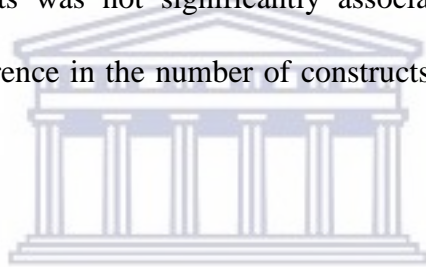 ts was not significantly associa
rence in the number of constructs